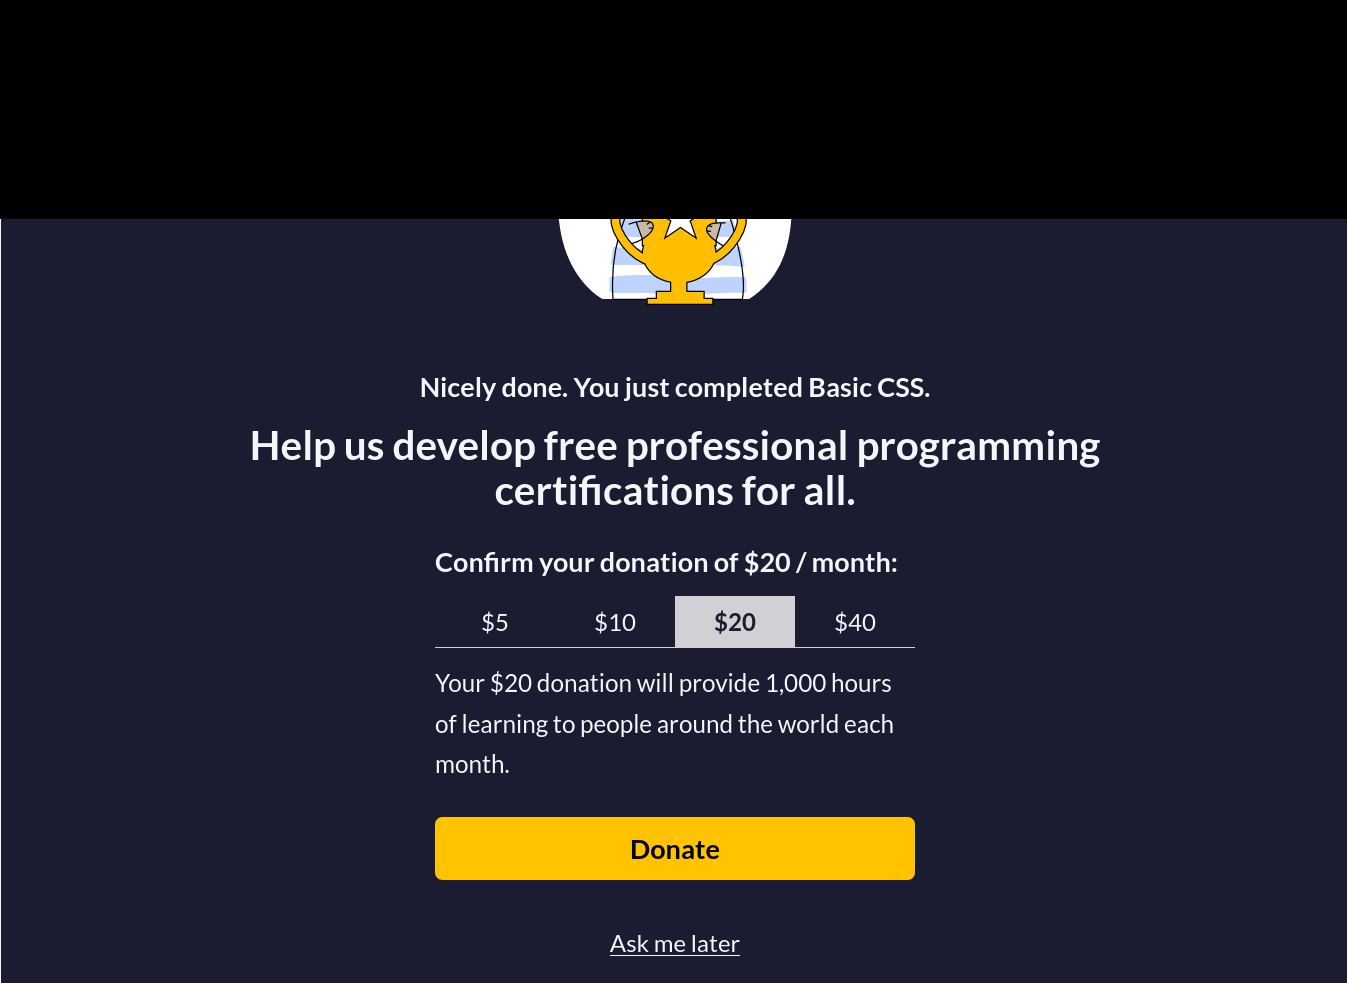 Nicely done. You just completed Basic CSS.
Help us develop free professional programming
certifications for all.
Confirm your donation of $20 / month:
$5 $10 $20 $40
Your $20 donation will provide 1,000 hours
of learning to people around the world each
month.
Donate
Ask me later